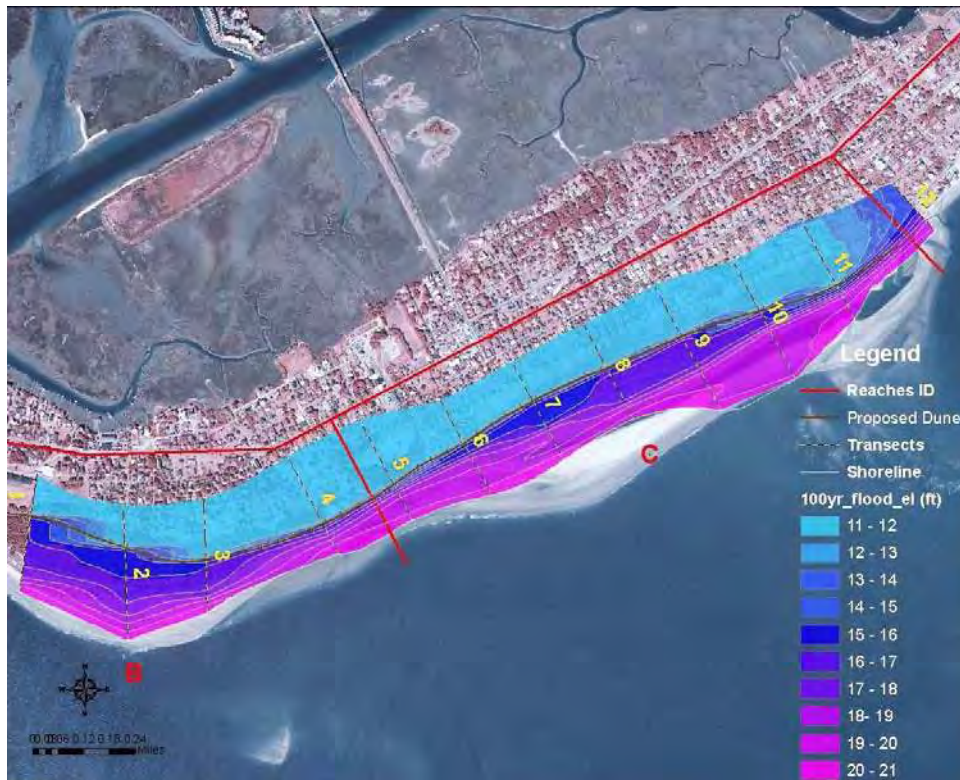 1
2
3
4
5
6
7
8
9
10
11
B
C
Legend
Reaches ID
Proposed Dune
Transects
Shoreline
100yr_flood_el (ft)
11 - 12
12 - 13
13 - 14
14 - 15
15 - 16
16 - 17
17 - 18
18- 19
19 - 20
20 - 21
N
W
E
S
Miles